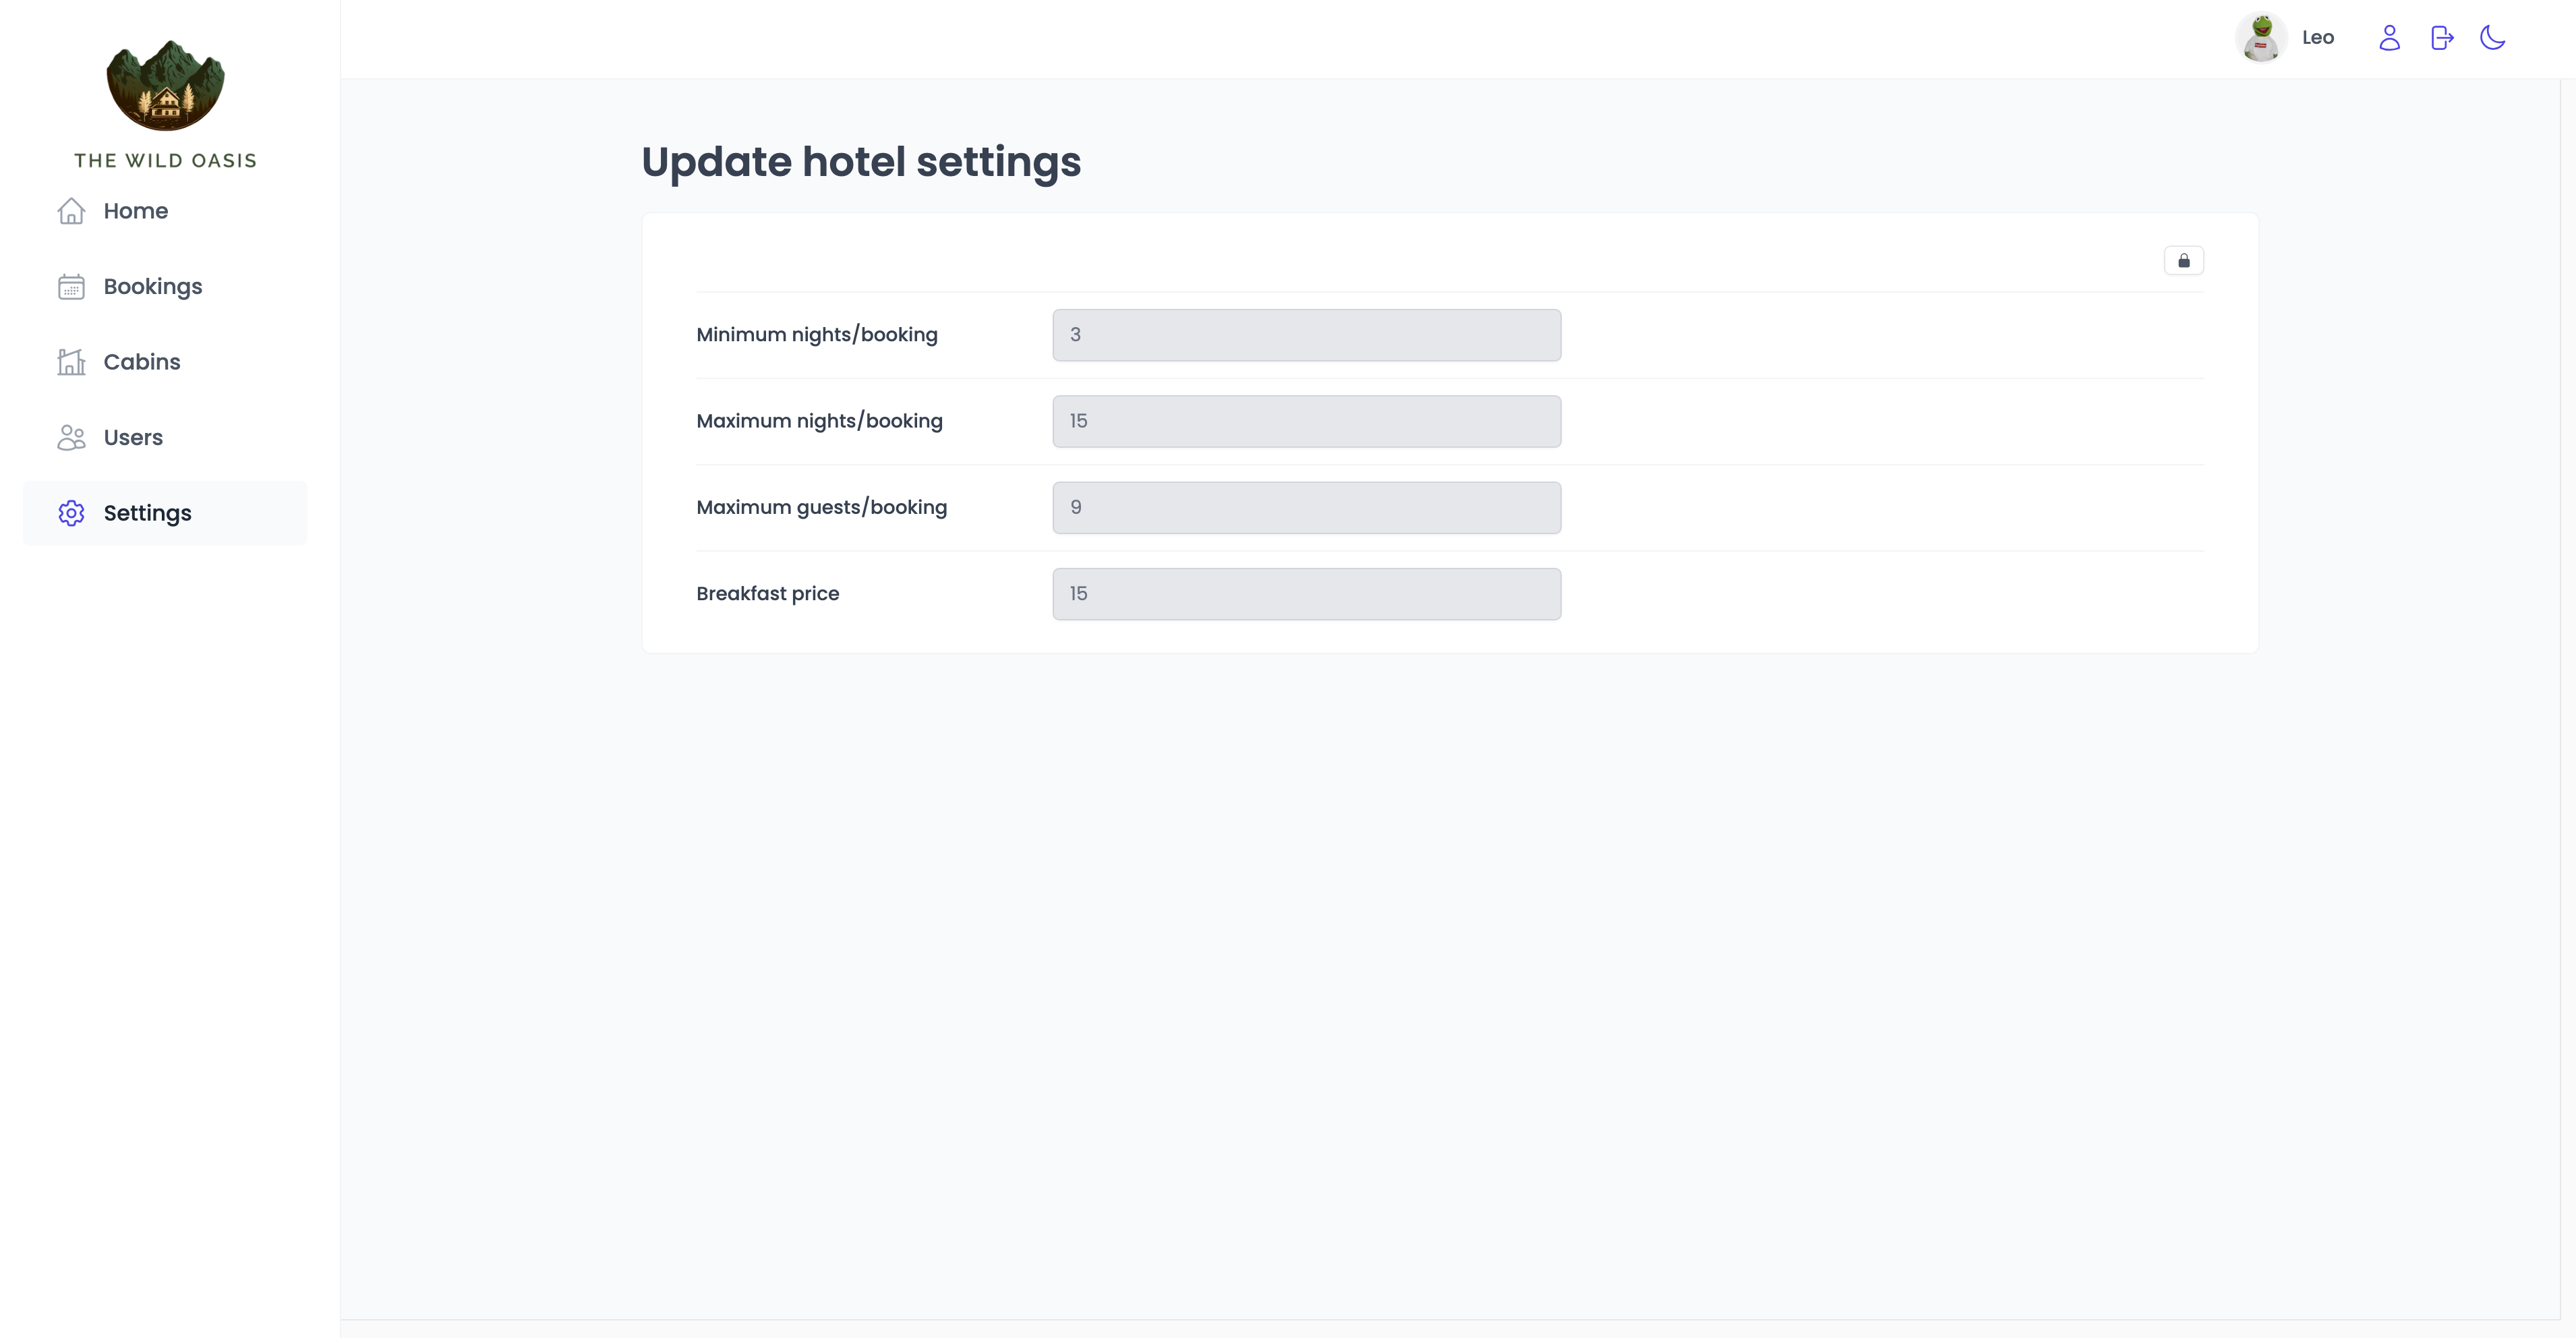 THE WILD OASIS
Home
Bookings
Cabins
Users
Settings
Leo
Update hotel settings
Minimum nights/booking 3
Maximum nights/booking 15
Maximum guests/booking 9
Breakfast price 15